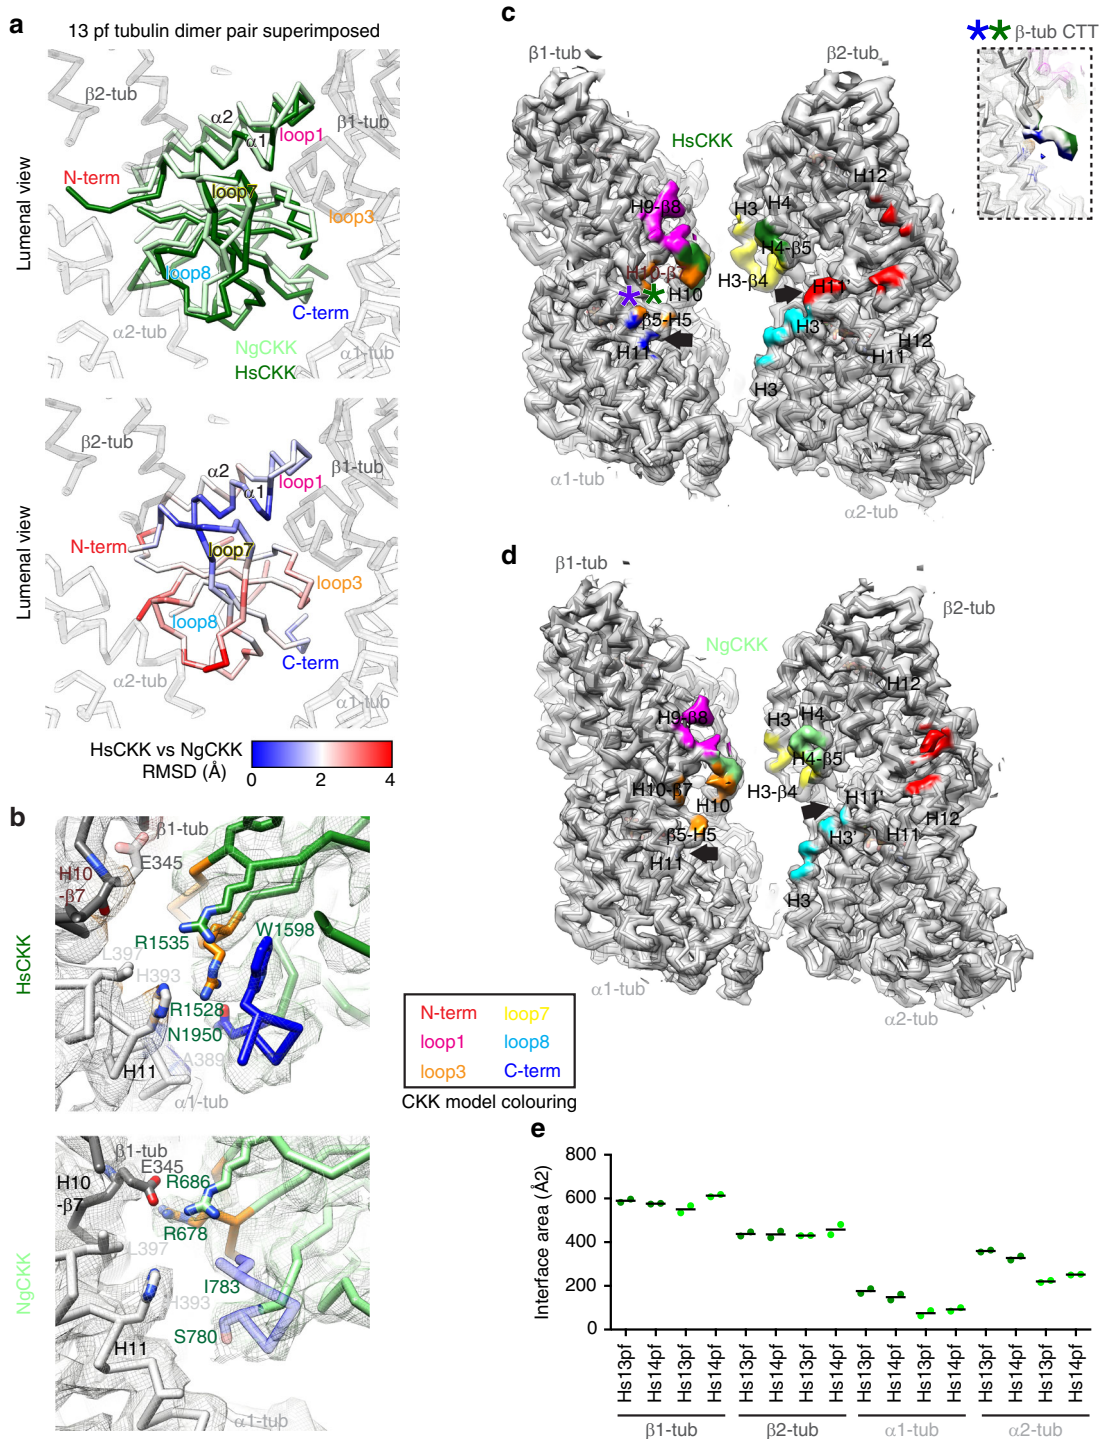 a
13 pf tubulin dimer pair superimposed
Lumenal view
β2-tub
α2
α1
loop1
β1-tub
N-term
loop7
loop3
loop8
C-term
α2-tub
NgCKK
HsCKK
α1-tub
Lumenal view
β2-tub
α2
α1
loop1
β1-tub
N-term
loop7
loop3
loop8
C-term
α2-tub
α1-tub
HsCKK vs NgCKK
RMSD (Å)
0
2
4
b
HsCKK
β1-tub
E345
H10
-β7
R1535
W1598
L397
H393
R1528
N1950
A389
H11
α1-tub
NgCKK
β1-tub
E345
H10
-β7
R686
R678
L397
I783
H393
S780
H11
α1-tub
c
β1-tub
β2-tub
β-tub CTT
HsCKK
H12
H9-β8
H3
H4
H4-β5
H10-β7
H3-β4
H10
H11'
β5-H5
H3'
H11
H12
H11
H3
α1-tub
α2-tub
d
β1-tub
β2-tub
NgCKK
H12
H9-β8
H3
H4
H4-β5
H10-β7
H3-β4
H10
H11'
H12
β5-H5
H3'
H11
H11
H3
α1-tub
α2-tub
N-term
loop7
loop1
loop8
loop3
C-term
CKK model colouring
e
Interface area (Å2)
800
600
400
200
0
Hs13pf
Hs14pf
Hs13pf
Hs14pf
Hs13pf
Hs14pf
Hs13pf
Hs14pf
Hs13pf
Hs14pf
Hs13pf
Hs14pf
Hs13pf
Hs14pf
Hs13pf
Hs14pf
β1-tub
β2-tub
α1-tub
α2-tub